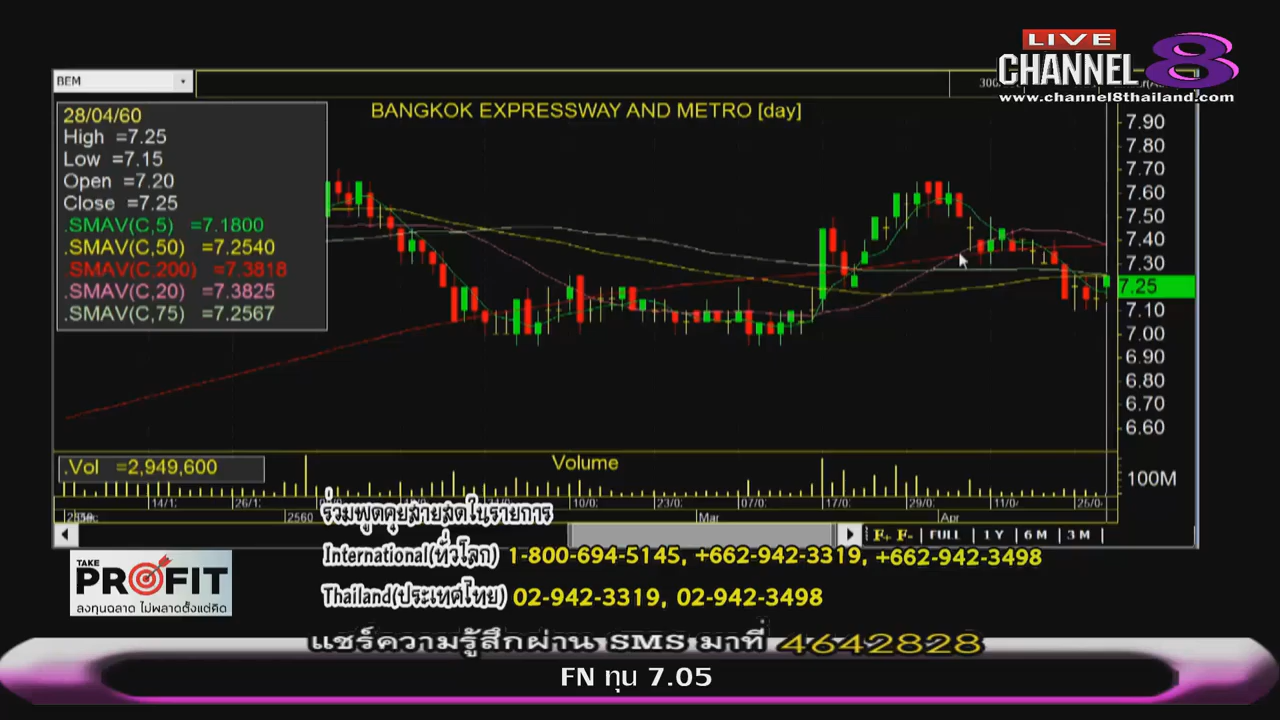 LIVE
CHANNEL 8
www.channel8thailand.com
BEM
300
BANGKOK EXPRESSWAY AND METRO [day]
28/04/60
High =7.25
Low =7.15
Open =7.20
Close =7.25
.SMAV(C,5) =7.1800
.SMAV(C,50) =7.2540
.SMAV(C,200) =7.3818
.SMAV(C,20) =7.3825
.SMAV(C,75) =7.2567
7.90
7.80
7.70
7.60
7.50
7.40
7.30
7.25
7.10
7.00
6.90
6.80
6.70
6.60
.Vol =2,949,600
Volume
100M
14/1: 26/1: 10/0: 07/0: 17/0: 29/0: 11/0: 25/0
2560 Mar Apr
F+ F- FULL 1 Y 6 M 3 M
ร่วมพูดคุยสายสดในรายการ
International(ทั่วโลก) 1-800-694-5145, +662-942-3319, +662-942-3498
Thailand(ประเทศไทย) 02-942-3319, 02-942-3498
TAKE
PROFIT
ลงทุนฉลาด ไม่พลาดตั้งแต่คิด
แชร์ความรู้สึกผ่าน SMS มาที่ 4642828
FN ทุน 7.05